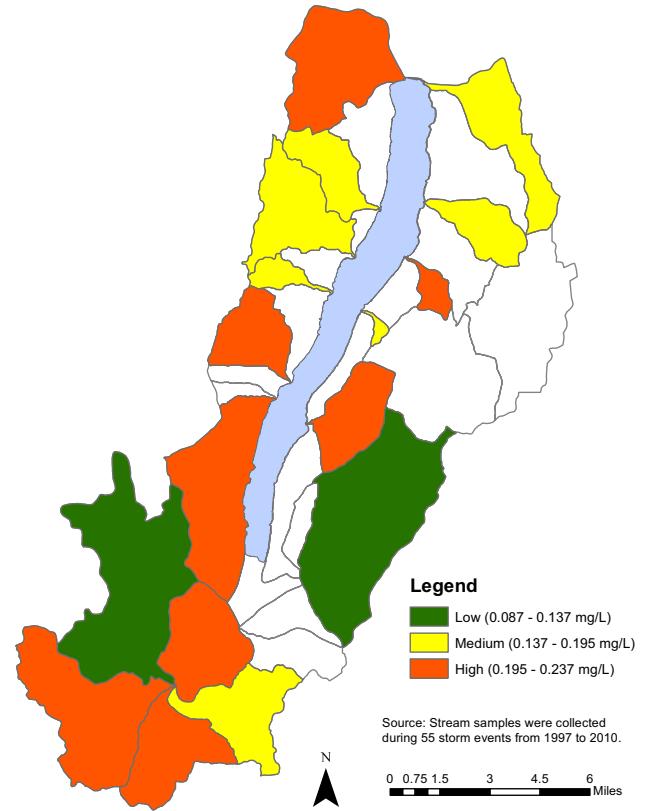 Legend
Low (0.087 - 0.137 mg/L)
Medium (0.137 - 0.195 mg/L)
High (0.195 - 0.237 mg/L)
Source: Stream samples were collected
during 55 storm events from 1997 to 2010.
N
0 0.75 1.5 3 4.5 6
Miles